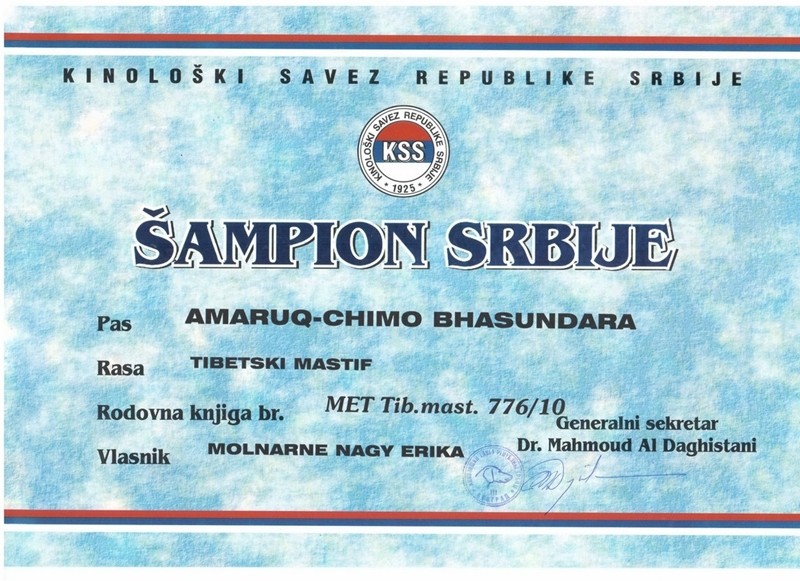 KINOLOŠKI SAVEZ REPUBLIKE SRBIJE
KINOLOŠKI SAVEZ REPUBLIKE SRBIJE
KSS
* 1925 *
ŠAMPION SRBIJE
Pas AMARUQ-CHIMO BHASUNDARA
Rasa TIBETSKI MASTIF
Rodovna knjiga br. MET Tib.mast. 776/10
Vlasnik MOLNARNE NAGY ERIKA
Generalni sekretar
Dr. Mahmoud Al Daghistani